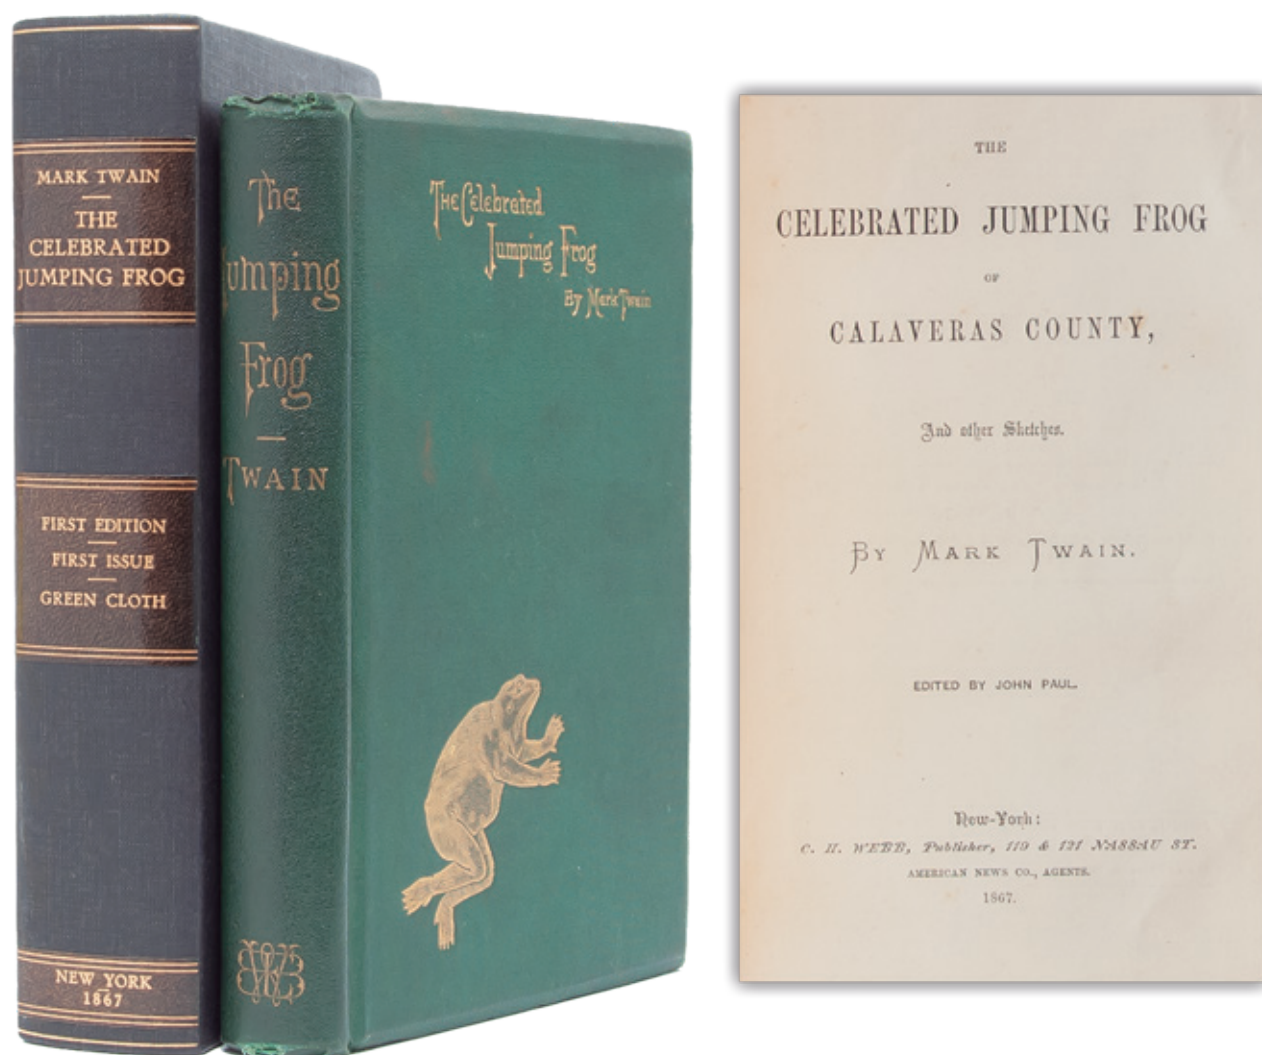 MARK TWAIN
THE
CELEBRATED
JUMPING FROG
FIRST EDITION
FIRST ISSUE
GREEN CLOTH
NEW YORK
1867
The
Jumping
Frog
TWAIN
The Celebrated
Jumping Frog
By Mark Twain
THE
CELEBRATED JUMPING FROG
OF
CALAVERAS COUNTY,
And other Sketches.
BY MARK TWAIN.
EDITED BY JOHN PAUL.
New-York:
C. H. WEBB, Publisher, 119 & 121 NASSAU ST.
AMERICAN NEWS CO., AGENTS.
1867.